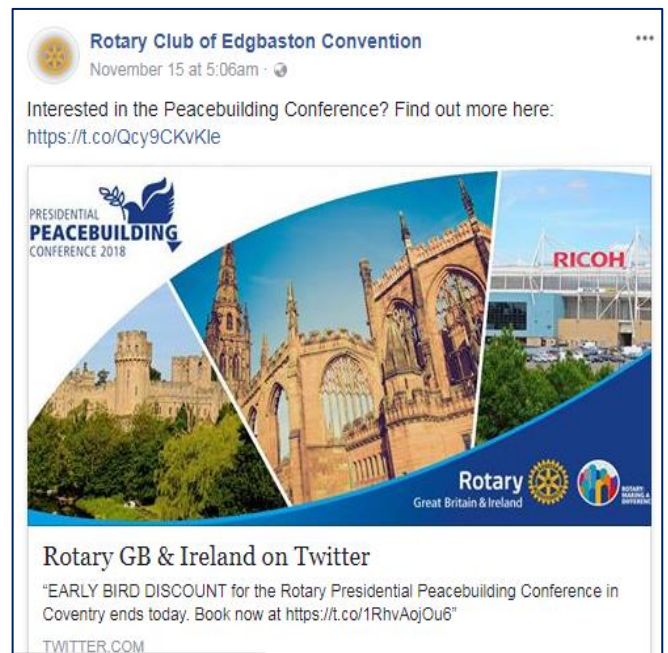 Rotary Club of Edgbaston Convention
November 15 at 5:06am ·
Interested in the Peacebuilding Conference? Find out more here:
https://t.co/Qcy9CKvKle
PRESIDENTIAL
PEACEBUILDING
CONFERENCE 2018
RICOH
Rotary
Great Britain & Ireland
ROTARY:
MAKING A
DIFFERENCE
Rotary GB & Ireland on Twitter
“EARLY BIRD DISCOUNT for the Rotary Presidential Peacebuilding Conference in
Coventry ends today. Book now at https://t.co/1RhvAojOu6”
TWITTER.COM